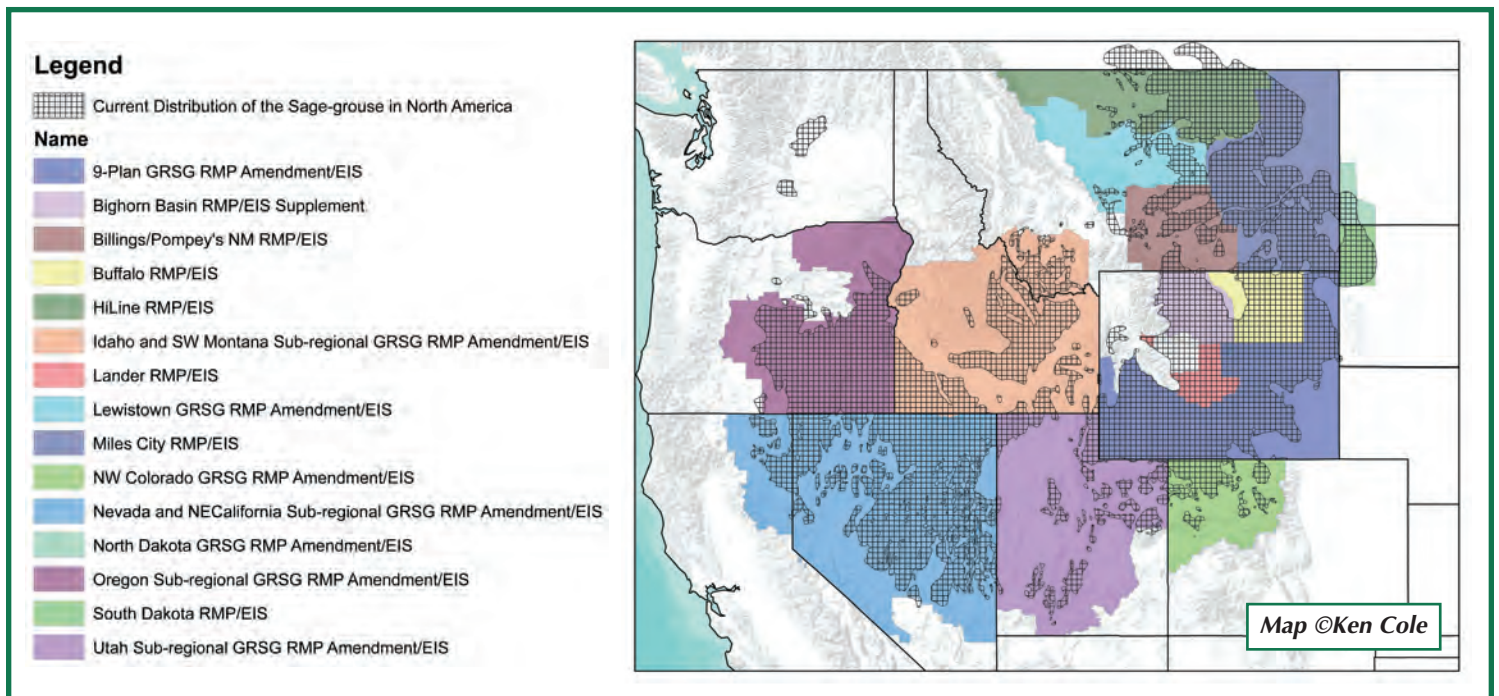 Legend
Current Distribution of the Sage-grouse in North America
Name
9-Plan GRSG RMP Amendment/EIS
Bighorn Basin RMP/EIS Supplement
Billings/Pompey's NM RMP/EIS
Buffalo RMP/EIS
HiLine RMP/EIS
Idaho and SW Montana Sub-regional GRSG RMP Amendment/EIS
Lander RMP/EIS
Lewistown GRSG RMP Amendment/EIS
Miles City RMP/EIS
NW Colorado GRSG RMP Amendment/EIS
Nevada and NECalifornia Sub-regional GRSG RMP Amendment/EIS
North Dakota GRSG RMP Amendment/EIS
Oregon Sub-regional GRSG RMP Amendment/EIS
South Dakota RMP/EIS
Utah Sub-regional GRSG RMP Amendment/EIS
Map ©Ken Cole